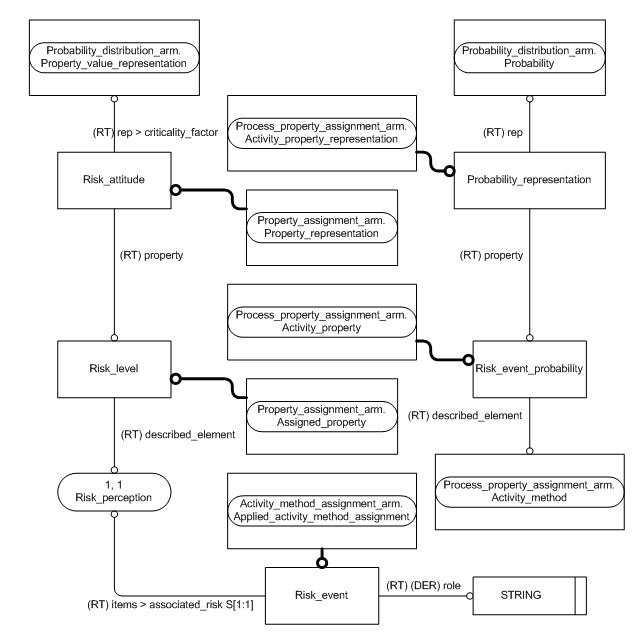 Probability_distribution_arm.
Property_value_representation
Probability_distribution_arm.
Probability
(RT) rep > criticality_factor
Process_property_assignment_arm.
Activity_property_representation
(RT) rep
Risk_attitude
Probability_representation
Property_assignment_arm.
Property_representation
(RT) property
(RT) property
Process_property_assignment_arm.
Activity_property
Risk_level
Risk_event_probability
Property_assignment_arm.
Assigned_property
(RT) described_element
(RT) described_element
1, 1
Risk_perception
Process_property_assignment_arm.
Activity_method
Activity_method_assignment_arm.
Applied_activity_method_assignment
(RT) items > associated_risk S[1:1]
Risk_event
(RT) (DER) role
STRING